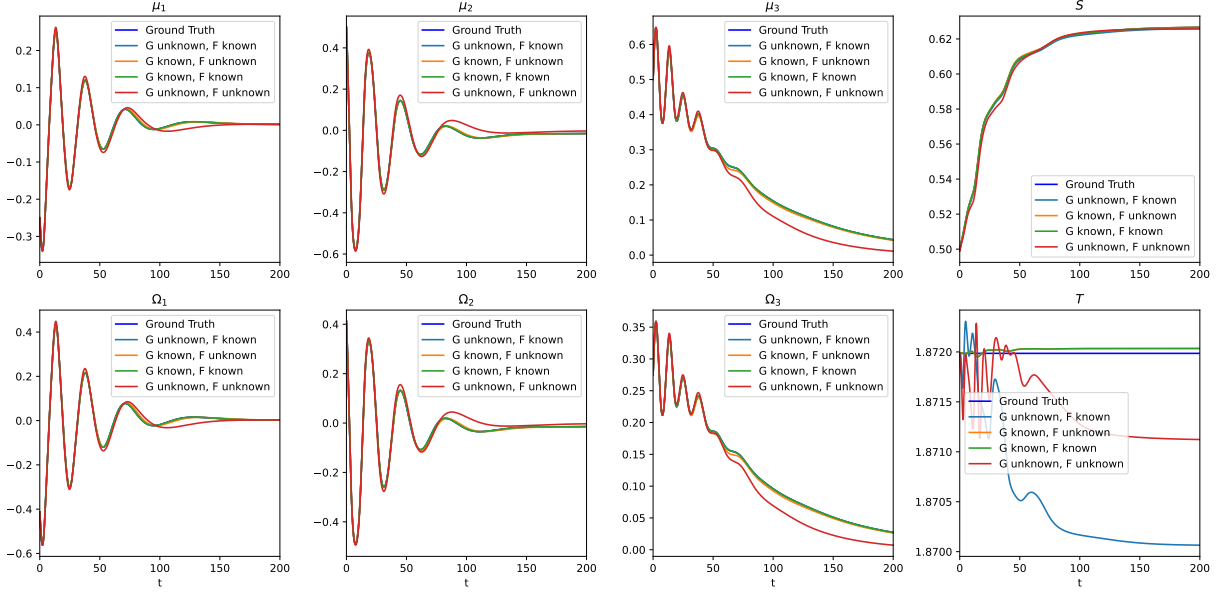 μ₁
0.2
0.1
0.0
−0.1
−0.2
−0.3
0
50
100
150
200
Ground Truth
G unknown, F known
G known, F unknown
G known, F known
G unknown, F unknown
μ₂
0.4
0.2
0.0
−0.2
−0.4
−0.6
0
50
100
150
200
Ground Truth
G unknown, F known
G known, F unknown
G known, F known
G unknown, F unknown
μ₃
0.6
0.5
0.4
0.3
0.2
0.1
0.0
0
50
100
150
200
Ground Truth
G unknown, F known
G known, F unknown
G known, F known
G unknown, F unknown
S
0.62
0.60
0.58
0.56
0.54
0.52
0.50
0
50
100
150
200
Ground Truth
G unknown, F known
G known, F unknown
G known, F known
G unknown, F unknown
Ω₁
0.4
0.2
0.0
−0.2
−0.4
−0.6
0
50
100
150
200
t
Ground Truth
G unknown, F known
G known, F unknown
G known, F known
G unknown, F unknown
Ω₂
0.4
0.2
0.0
−0.2
−0.4
0
50
100
150
200
t
Ground Truth
G unknown, F known
G known, F unknown
G known, F known
G unknown, F unknown
Ω₃
0.35
0.30
0.25
0.20
0.15
0.10
0.05
0.00
0
50
100
150
200
t
Ground Truth
G unknown, F known
G known, F unknown
G known, F known
G unknown, F unknown
T
1.8720
1.8715
1.8710
1.8705
1.8700
0
50
100
150
200
t
Ground Truth
G unknown, F known
G known, F unknown
G known, F known
G unknown, F unknown